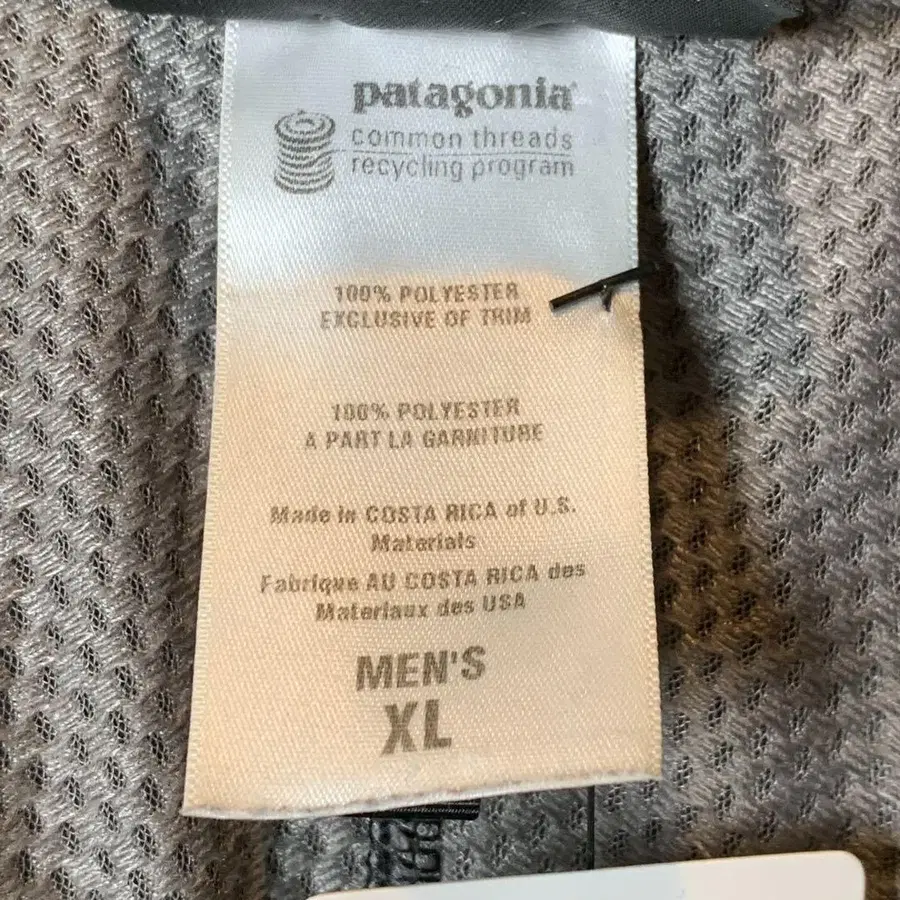 patagonia
common threads
recycling program
100% POLYESTER
EXCLUSIVE OF TRIM
100% POLYESTER
A PART LA GARNITURE
Made in COSTA RICA of U.S.
Materials
Fabrique AU COSTA RICA des
Materiaux des USA
MEN'S
XL